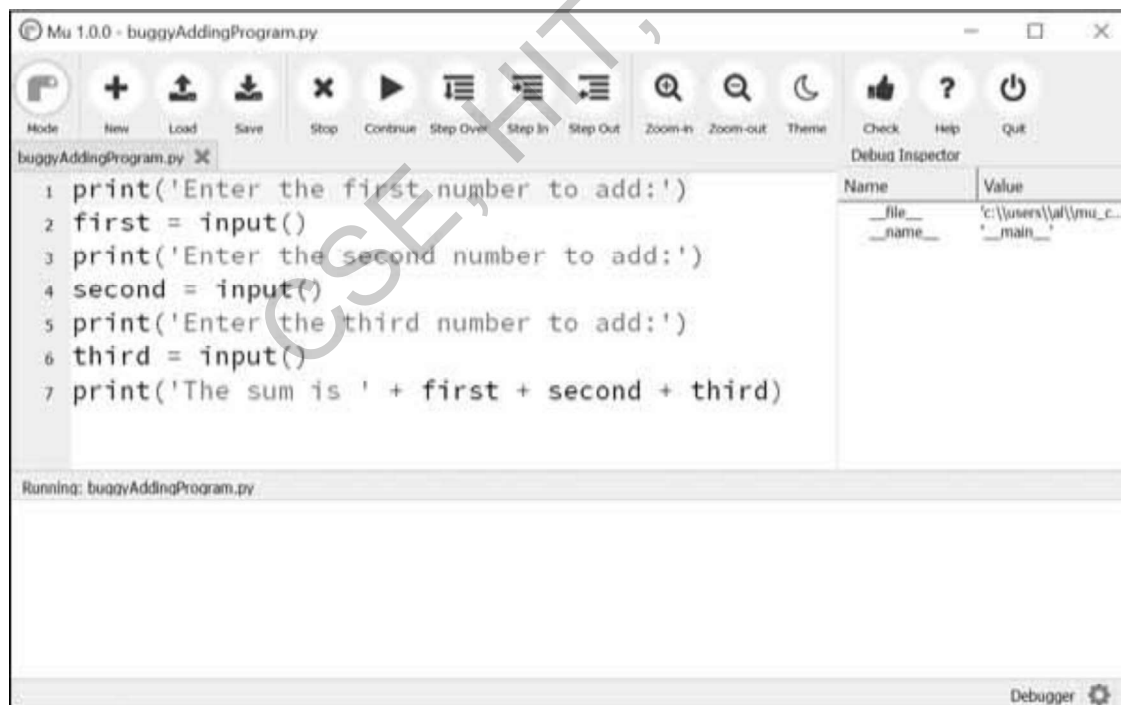 Mu 1.0.0 - buggyAddingProgram.py
Mode New Load Save Stop Continue Step Over Step In Step Out Zoom-in Zoom-out Theme Check Help Quit
buggyAddingProgram.py
Debug Inspector
Name Value
__file__ 'c:\\users\\al\\mu_c...
__name__ '__main__'
1 print('Enter the first number to add:')
2 first = input()
3 print('Enter the second number to add:')
4 second = input()
5 print('Enter the third number to add:')
6 third = input()
7 print('The sum is ' + first + second + third)
Running: buggyAddingProgram.py
Debugger
CSE, HIT,